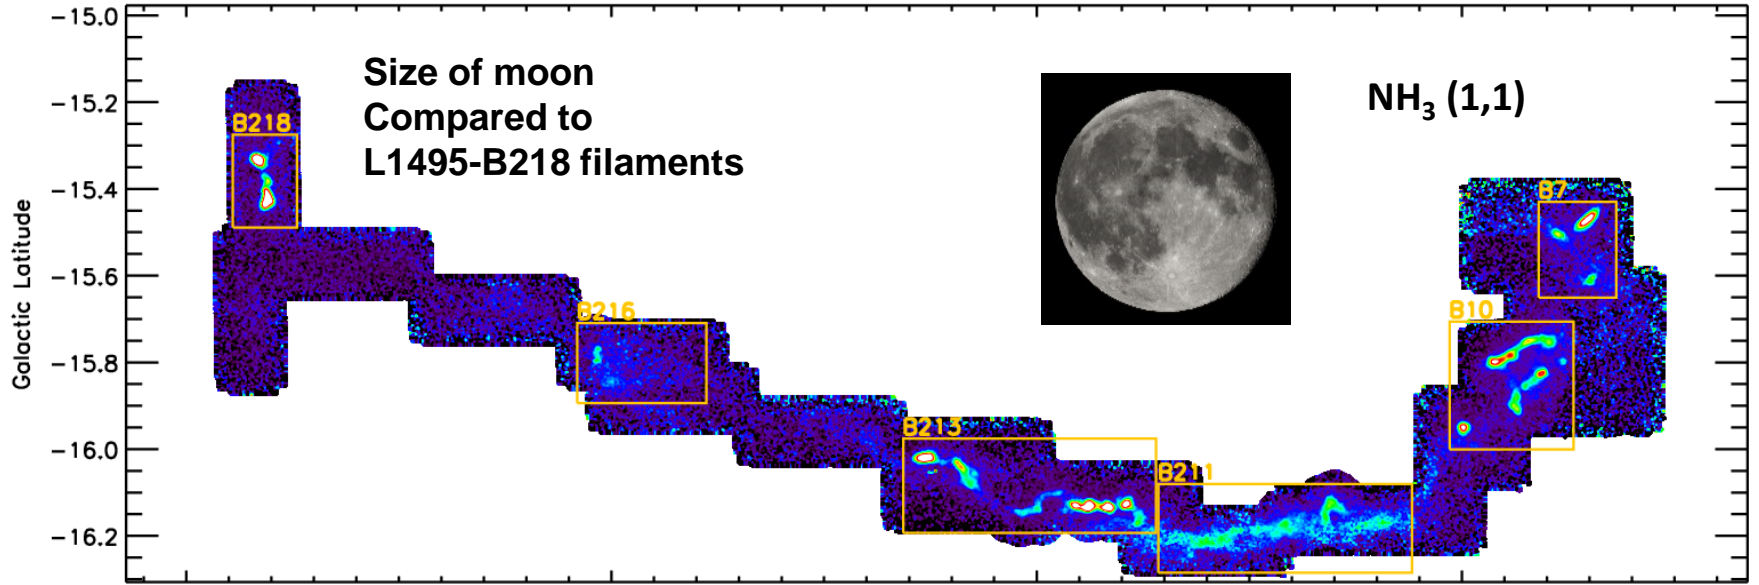 −15.0
−15.2
−15.4
−15.6
−15.8
−16.0
−16.2
Galactic Latitude
Size of moon
Compared to
L1495-B218 filaments
NH₃ (1,1)
B218
B216
B213
B211
B10
B7